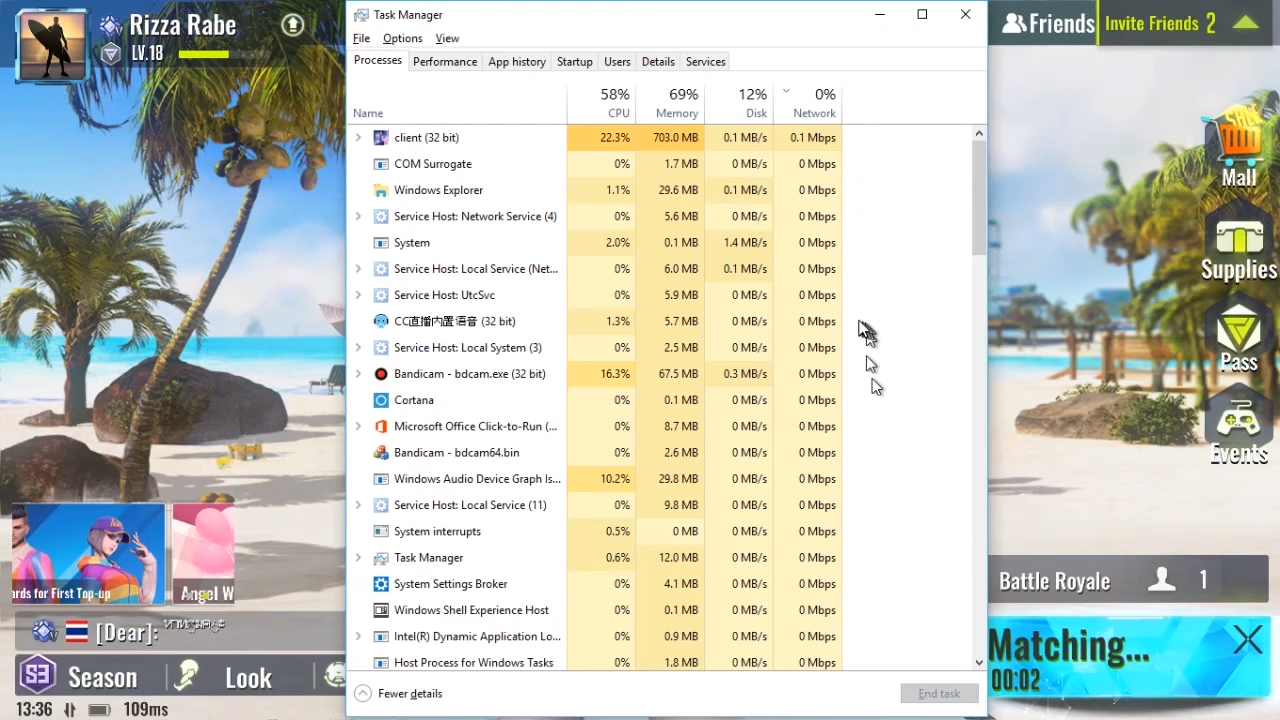 Rizza Rabe
LV.18
Task Manager
File Options View
Processes Performance App history Startup Users Details Services
58% 69% 12% 0%
Name CPU Memory Disk Network
client (32 bit) 22.3% 703.0 MB 0.1 MB/s 0.1 Mbps
COM Surrogate 0% 1.7 MB 0 MB/s 0 Mbps
Windows Explorer 1.1% 29.6 MB 0.1 MB/s 0 Mbps
Service Host: Network Service (4) 0% 5.6 MB 0 MB/s 0 Mbps
System 2.0% 0.1 MB 1.4 MB/s 0 Mbps
Service Host: Local Service (Net... 0% 6.0 MB 0.1 MB/s 0 Mbps
Service Host: UtcSvc 0% 5.9 MB 0 MB/s 0 Mbps
CC直播内置语音 (32 bit) 1.3% 5.7 MB 0 MB/s 0 Mbps
Service Host: Local System (3) 0% 2.5 MB 0 MB/s 0 Mbps
Bandicam - bdcam.exe (32 bit) 16.3% 67.5 MB 0.3 MB/s 0 Mbps
Cortana 0% 0.1 MB 0 MB/s 0 Mbps
Microsoft Office Click-to-Run (... 0% 8.7 MB 0 MB/s 0 Mbps
Bandicam - bdcam64.bin 0% 2.6 MB 0 MB/s 0 Mbps
Windows Audio Device Graph Is... 10.2% 29.8 MB 0 MB/s 0 Mbps
Service Host: Local Service (11) 0% 9.8 MB 0 MB/s 0 Mbps
System interrupts 0.5% 0 MB 0 MB/s 0 Mbps
Task Manager 0.6% 12.0 MB 0 MB/s 0 Mbps
System Settings Broker 0% 4.1 MB 0 MB/s 0 Mbps
Windows Shell Experience Host 0% 0.1 MB 0 MB/s 0 Mbps
Intel(R) Dynamic Application Lo... 0% 0.9 MB 0 MB/s 0 Mbps
Host Process for Windows Tasks 0% 1.8 MB 0 MB/s 0 Mbps
Fewer details End task
Friends Invite Friends 2
SALE
Mall
Supplies
Pass
Events
Battle Royale 1
Matching...
00:02
ards for First Top-up
Angel W
[Dear]:
S3 Season Look
13:36 109ms